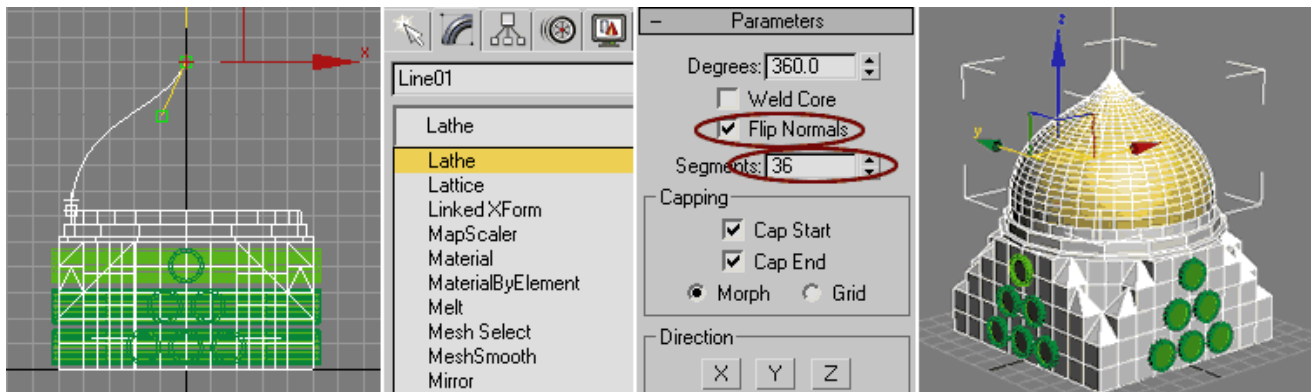 x
Line01
Lathe
Lathe
Lattice
Linked XForm
MapScaler
Material
MaterialByElement
Melt
Mesh Select
MeshSmooth
Mirror
− Parameters
Degrees: 360.0
Weld Core
Flip Normals
Segments: 36
Capping
Cap Start
Cap End
Morph Grid
Direction
X Y Z
z
y